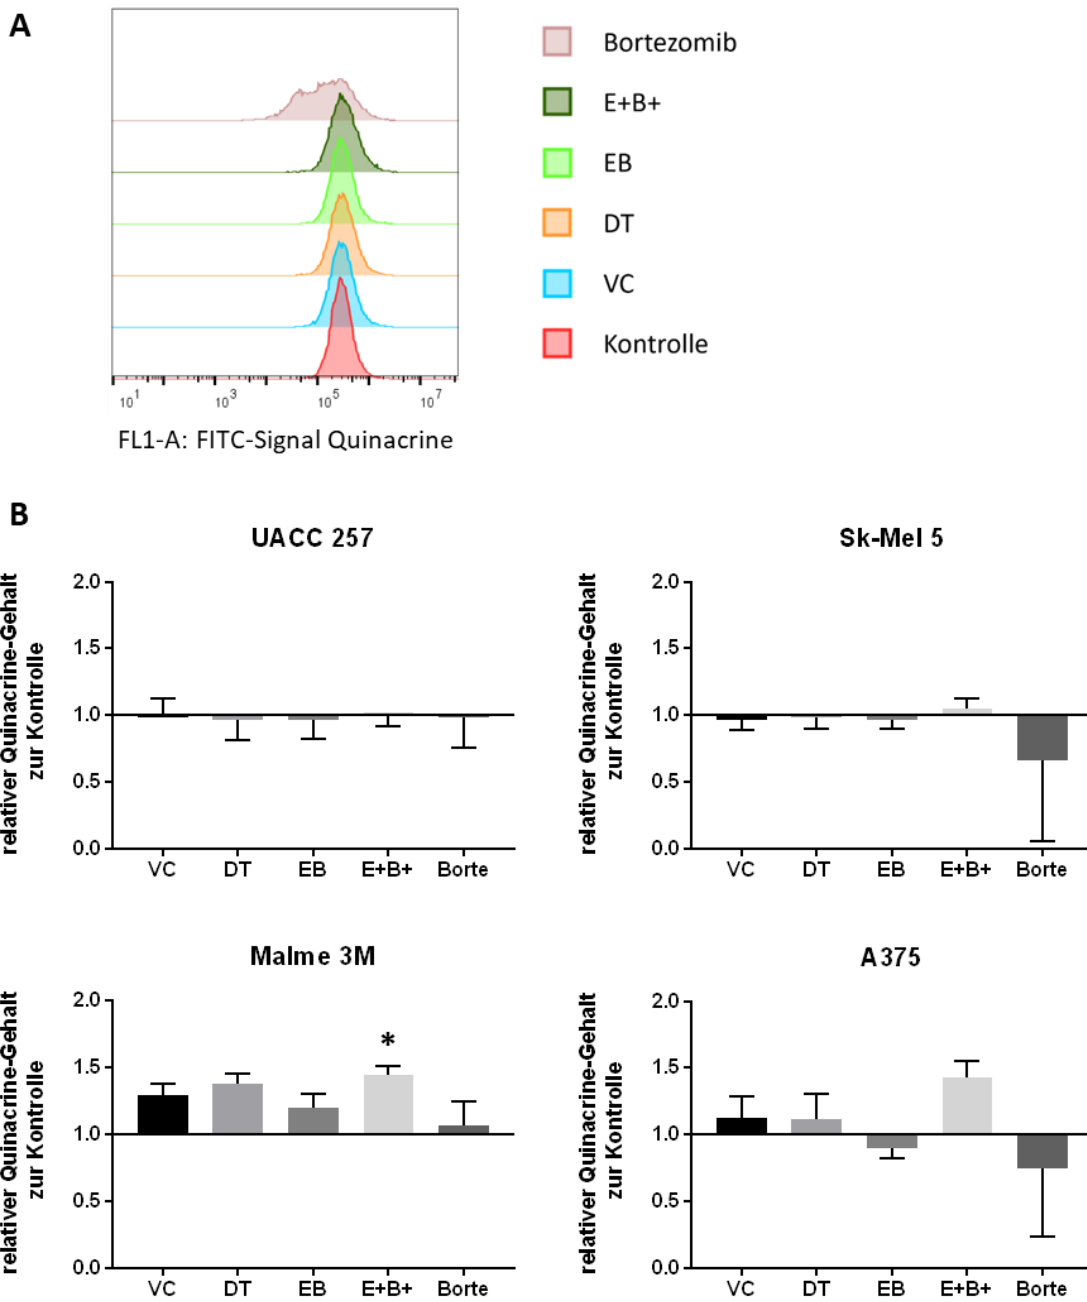 A
Bortezomib
E+B+
EB
DT
VC
Kontrolle
10^1 10^3 10^5 10^7
FL1-A: FITC-Signal Quinacrine
B
UACC 257
relativer Quinacrine-Gehalt
zur Kontrolle
2.0
1.5
1.0
0.5
0.0
VC DT EB E+B+ Borte
Sk-Mel 5
relativer Quinacrine-Gehalt
zur Kontrolle
2.0
1.5
1.0
0.5
0.0
VC DT EB E+B+ Borte
Malme 3M
relativer Quinacrine-Gehalt
zur Kontrolle
2.0
1.5
1.0
0.5
0.0
*
VC DT EB E+B+ Borte
A375
relativer Quinacrine-Gehalt
zur Kontrolle
2.0
1.5
1.0
0.5
0.0
VC DT EB E+B+ Borte